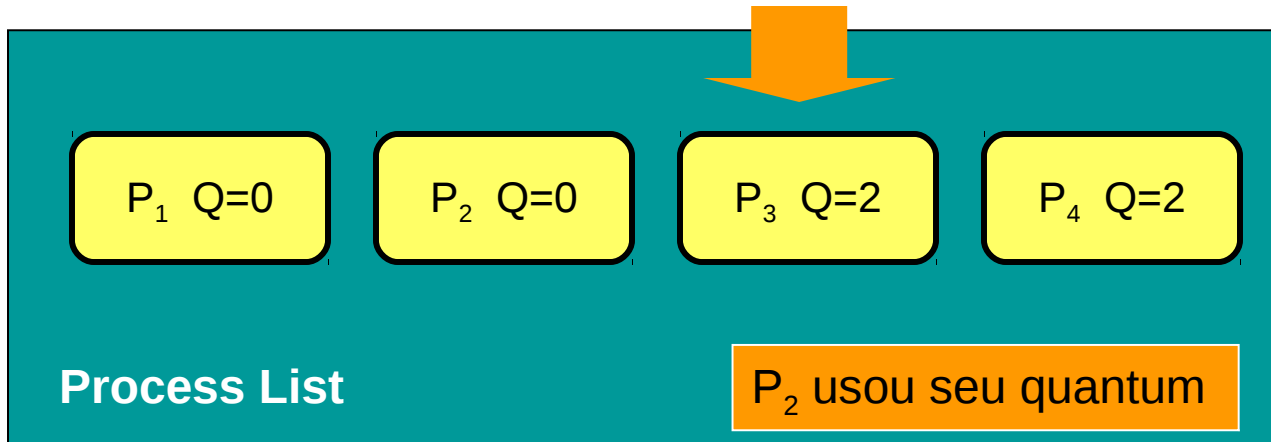 P₁ Q=0
P₂ Q=0
P₃ Q=2
P₄ Q=2
Process List
P₂ usou seu quantum